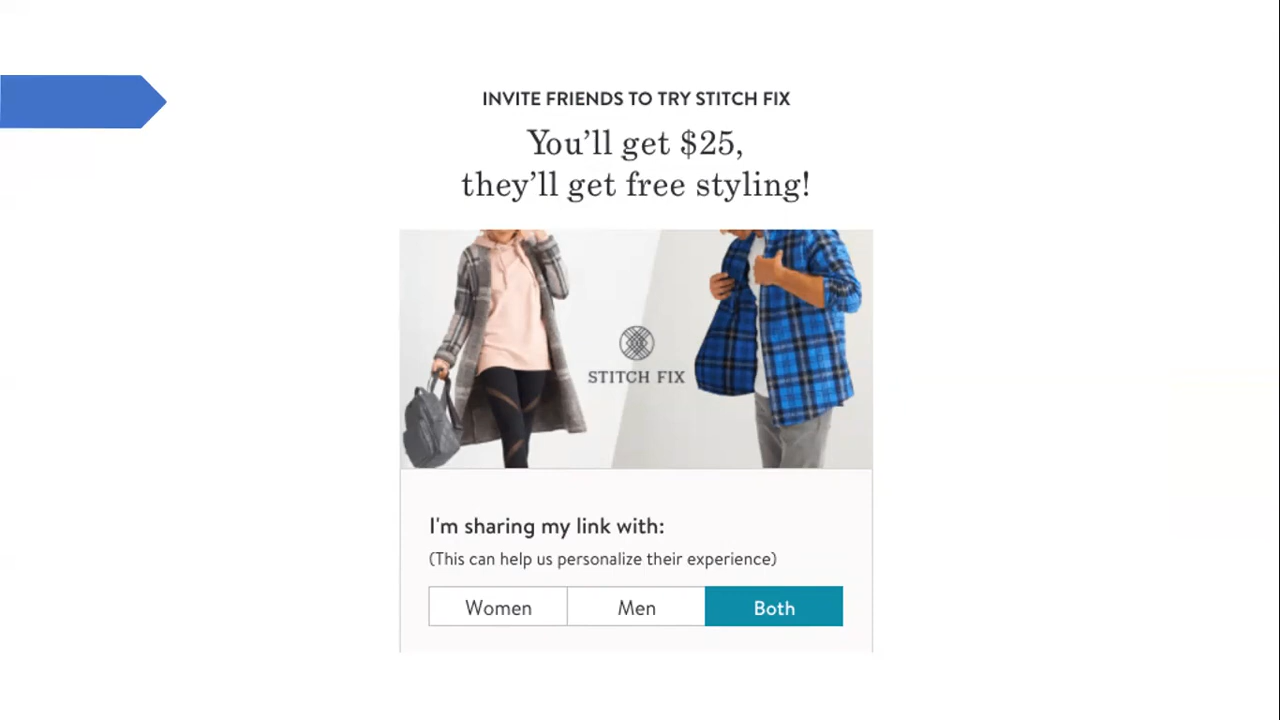 INVITE FRIENDS TO TRY STITCH FIX
You’ll get $25,
they’ll get free styling!
STITCH FIX
I'm sharing my link with:
(This can help us personalize their experience)
Women Men Both